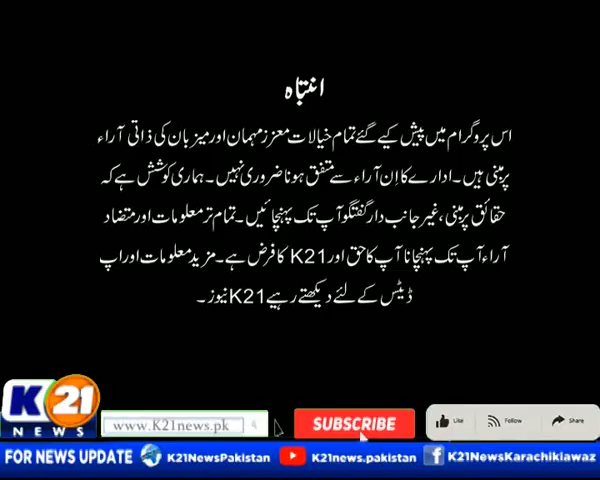 انتباہ
اس پروگرام میں پیش کیے گئے تمام خیالات معزز مہمان اور میزبان کی ذاتی آراء
پر مبنی ہیں۔ ادارے کا اِن آراء سے متفق ہونا ضروری نہیں۔ ہماری کوشش ہے کہ
حقائق پر مبنی، غیر جانب دار گفتگو آپ تک پہنچائیں۔ تمام تر معلومات اور متضاد
آراء آپ تک پہنچانا آپ کا حق اور K21 کا فرض ہے۔ مزید معلومات اور اپ
ڈیٹس کے لئے دیکھتے رہیے K21 نیوز۔
K21
NEWS
www.K21news.pk
SUBSCRIBE
Like
Follow
Share
FOR NEWS UPDATE
K21NewsPakistan
K21news.pakistan
K21NewsKarachikiawaz